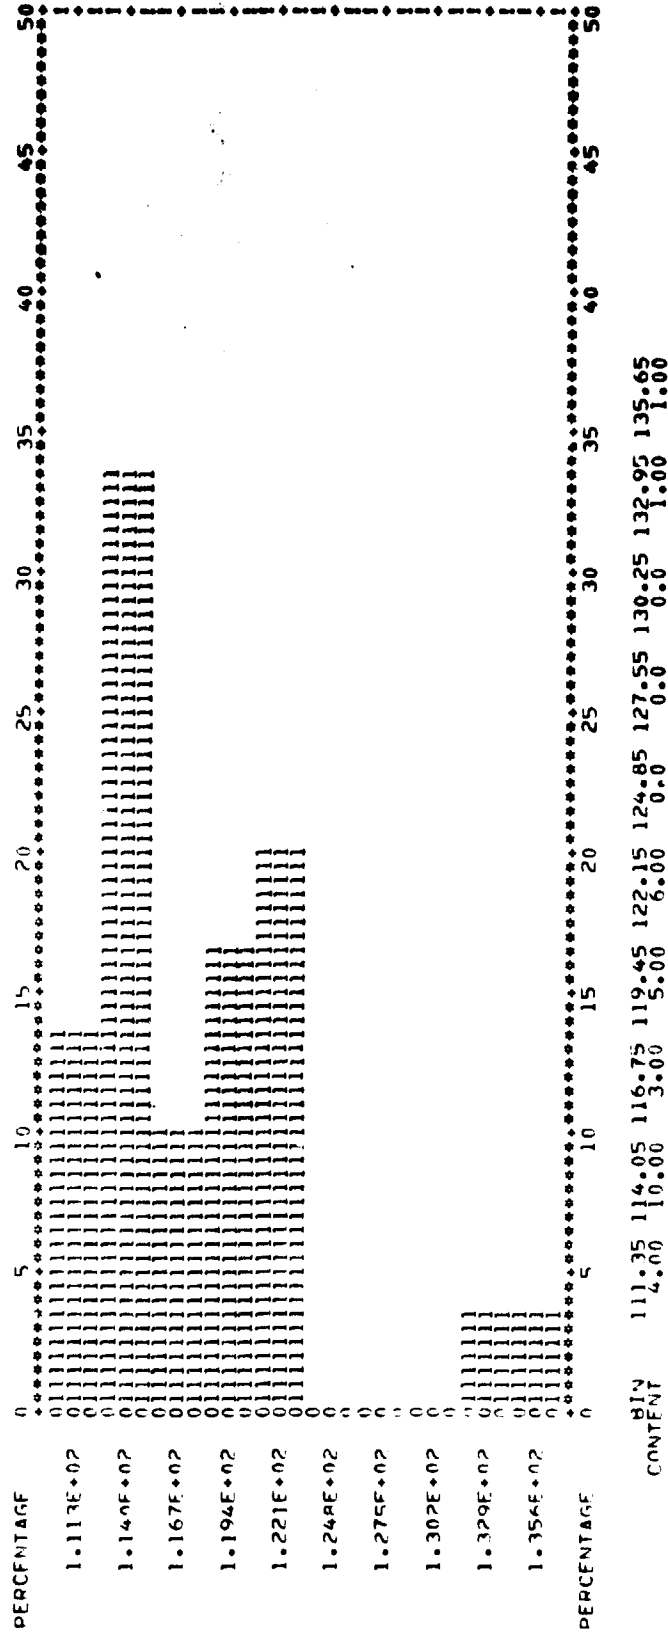 PERCENTAGE 0 5 10 15 20 25 30 35 40 45 50
1.113E+02
1.140E+02
1.167E+02
1.194E+02
1.221E+02
1.248E+02
1.275E+02
1.302E+02
1.329E+02
1.356E+02
PERCENTAGE 0 5 10 15 20 25 30 35 40 45 50
BIN 111.35 114.05 116.75 119.45 122.15 124.85 127.55 130.25 132.95 135.65
CONTENT 4.00 10.00 3.00 5.00 6.00 0.0 0.0 0.0 1.00 1.00